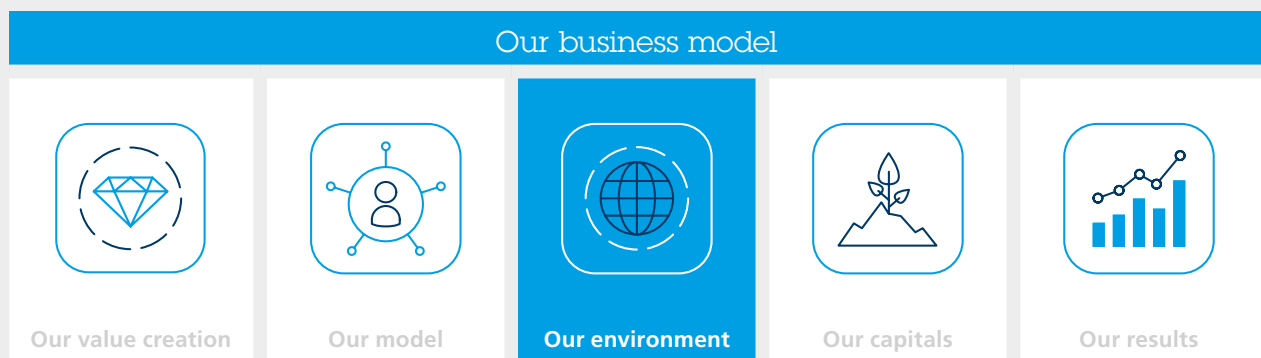 Our business model
Our value creation
Our model
Our environment
Our capitals
Our results